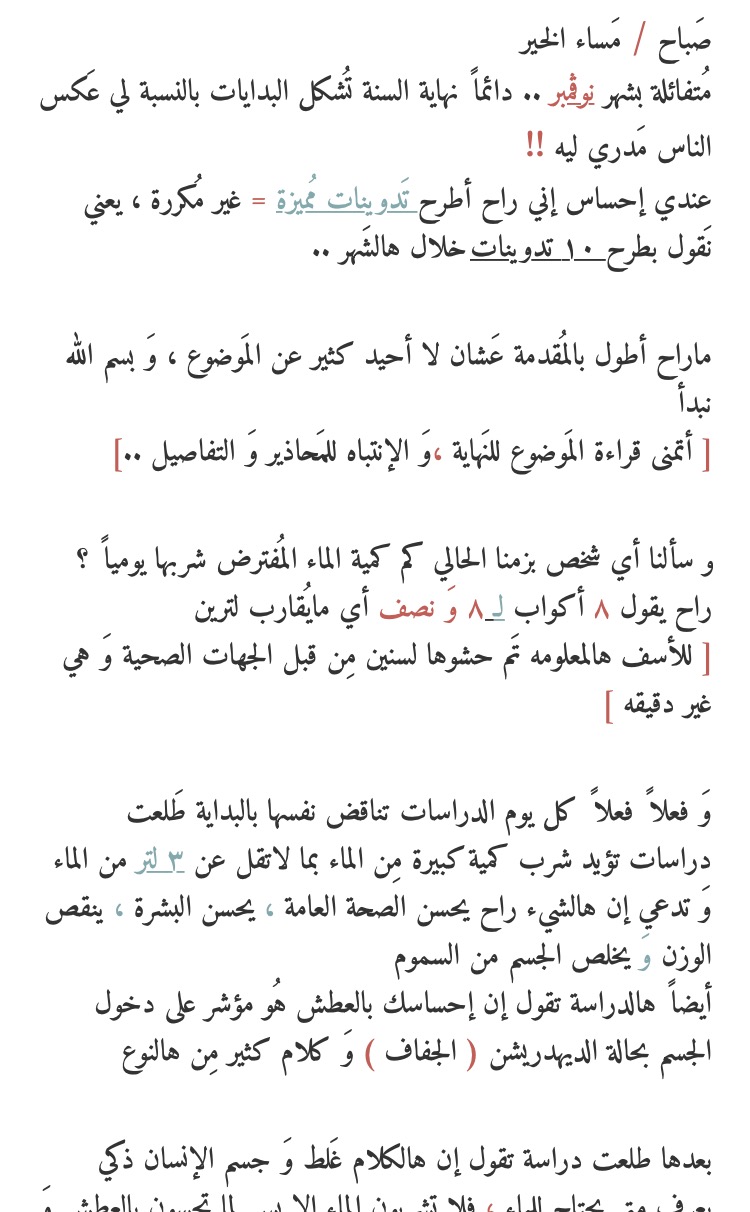 صَباح / مَساء الخير
مُتفائلة بشهر نوڤمبر .. دائماً نهاية السنة تُشكل البدايات بالنسبة لي عَكس
الناس مَدري ليه !!
عندي إحساس إني راح أطرح تَدوينات مُميزة = غير مُكررة ، يعني
نَقول بطرح ١٠ تدوينات خلال هالشَهر ..
ماراح أطول بالمُقدمة عَشان لا أحيد كثير عن المَوضوع ، وَ بسم الله
نبدأ
[ أتمنى قراءة المَوضوع للنَهاية ، وَ الإنتباه للمَحاذير وَ التفاصيل .. ]
و سألنا أي شخص بزمنا الحالي كم كمية الماء المُفترض شربها يومياً ؟
راح يقول ٨ أكواب لـ ٨ وَ نصف أي مايُقارب لترين
[ للأسف هالمعلومه تَم حشوها لسنين مِن قبل الجهات الصحية وَ هي
غير دقيقه ]
وَ فعلاً فعلاً كل يوم الدراسات تناقض نفسها بالبداية طَلعت
دراسات تؤيد شرب كمية كبيرة مِن الماء بما لاتقل عن ٣ لتر من الماء
وَ تدعي إن هالشيء راح يحسن الصحة العامة ، يحسن البشرة ، ينقص
الوزن وَ يخلص الجسم من السموم
أيضاً هالدراسة تقول إن إحساسك بالعطش هُو مؤشر على دخول
الجسم بحالة الديهدريشن ( الجفاف ) وَ كلام كثير مِن هالنوع
بعدها طلعت دراسة تقول إن هالكلام غَلط وَ جسم الإنسان ذكي